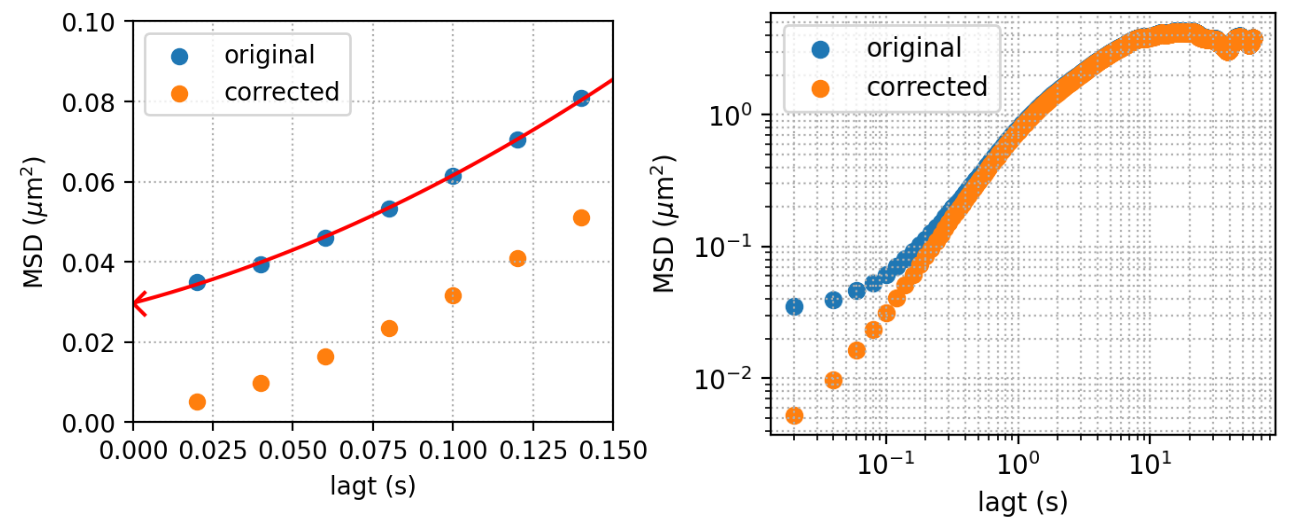 0.10
0.08
0.06
0.04
0.02
0.00
MSD (μm²)
original
corrected
0.000 0.025 0.050 0.075 0.100 0.125 0.150
lagt (s)
10⁰
10⁻¹
10⁻²
MSD (μm²)
original
corrected
10⁻¹ 10⁰ 10¹
lagt (s)